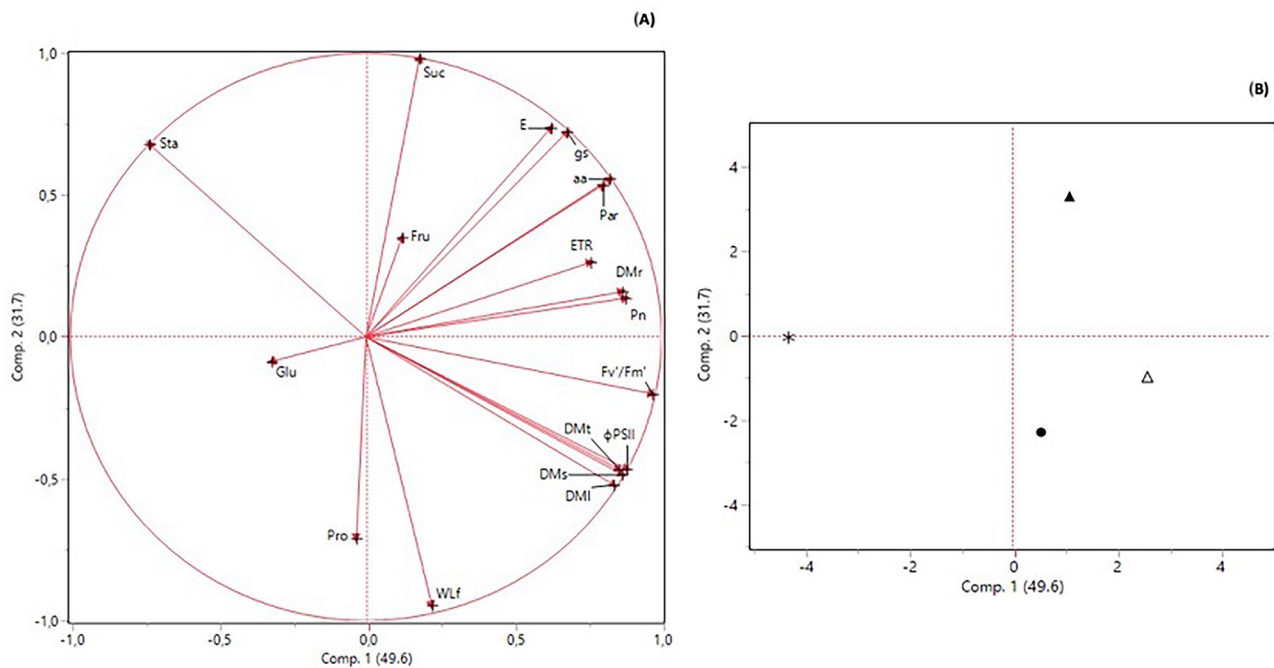 (A)
1,0
0,5
0,0
-0,5
-1,0
Comp. 2 (31.7)
Suc
Sta
E
gs
aa
Par
Fru
ETR
DMr
Pn
Glu
Fv'/Fm'
DMt
ϕPSII
DMs
DMl
Pro
WLf
-1,0
-0,5
0,0
0,5
1,0
Comp. 1 (49.6)
(B)
4
2
0
-2
-4
Comp. 2 (31.7)
-4
-2
0
2
4
Comp. 1 (49.6)